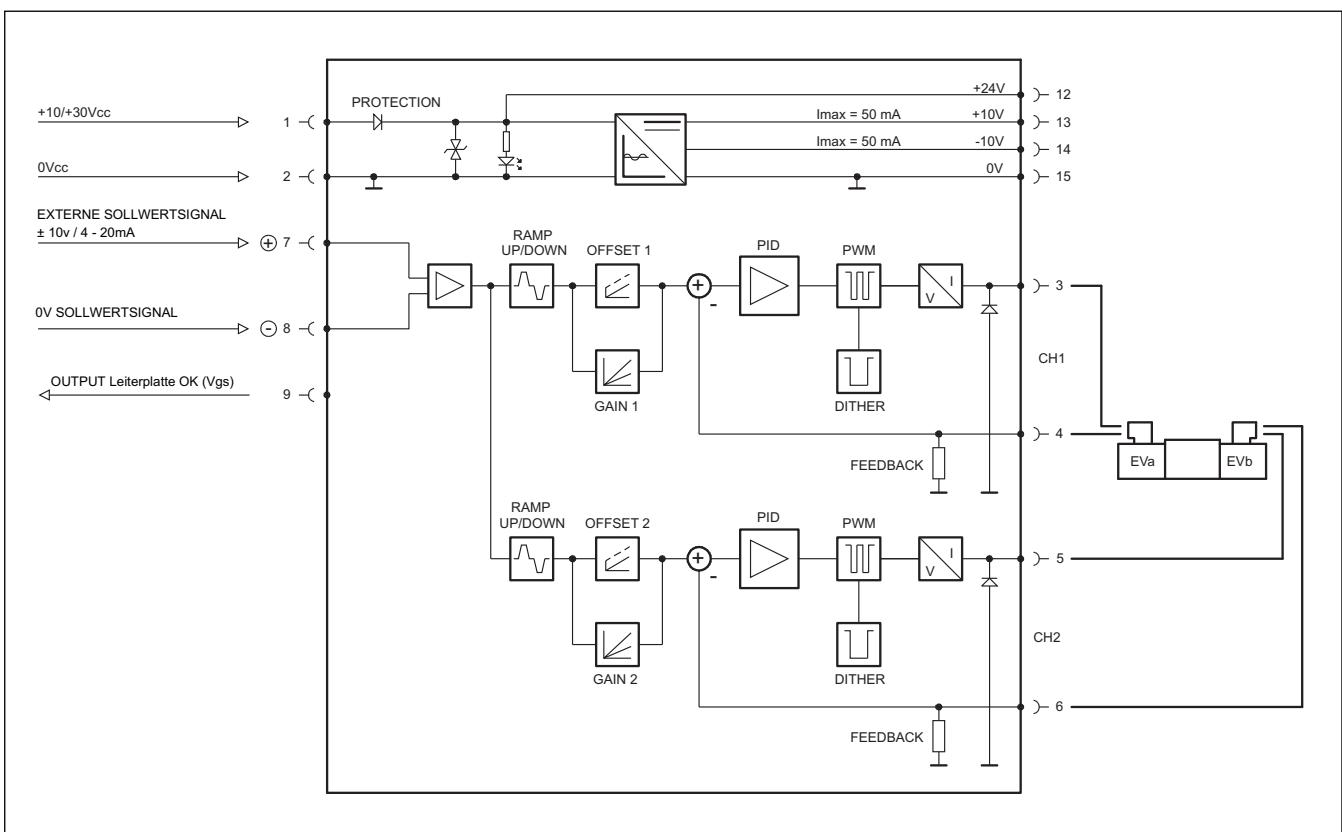 +24V
12
+10/+30Vcc
PROTECTION
1
Imax = 50 mA
+10V
13
Imax = 50 mA
-10V
14
0Vcc
2
0V
15
EXTERNE SOLLWERTSIGNAL
± 10v / 4 - 20mA
+
7
RAMP
UP/DOWN
OFFSET 1
PID
PWM
+
-
I
V
3
0V SOLLWERTSIGNAL
-
8
CH1
OUTPUT Leiterplatte OK (Vgs)
9
GAIN 1
DITHER
4
FEEDBACK
EVa
EVb
RAMP
UP/DOWN
OFFSET 2
PID
PWM
+
-
I
V
5
CH2
GAIN 2
DITHER
6
FEEDBACK